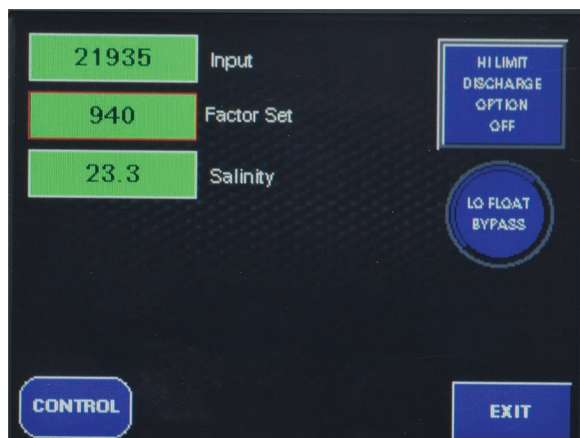 21935 Input
940 Factor Set
23.3 Salinity
HI LIMIT
DISCHARGE
OPTION
OFF
LO FLOAT
BYPASS
CONTROL
EXIT